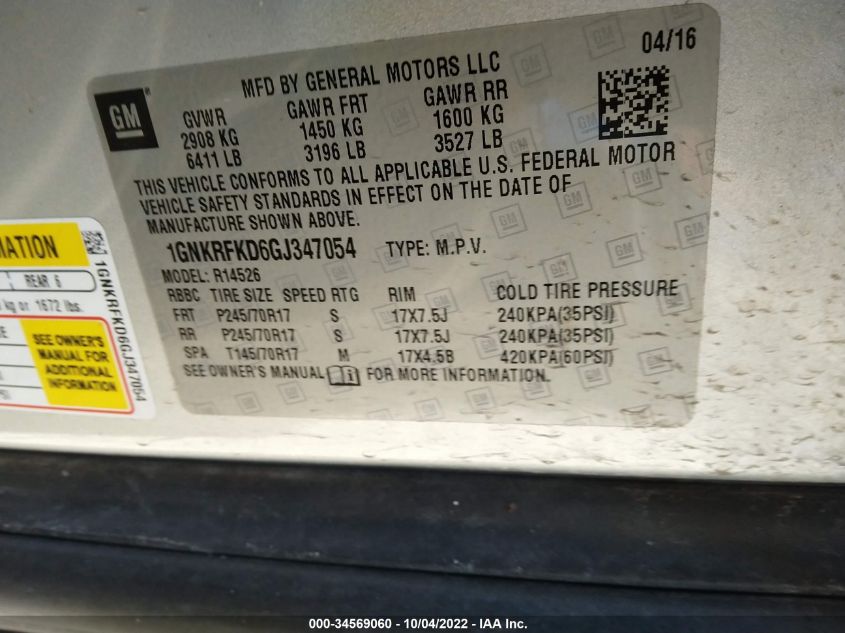 04/16
MFD BY GENERAL MOTORS LLC
GM
GVWR GAWR FRT GAWR RR
2908 KG 1450 KG 1600 KG
6411 LB 3196 LB 3527 LB
THIS VEHICLE CONFORMS TO ALL APPLICABLE U.S. FEDERAL MOTOR
VEHICLE SAFETY STANDARDS IN EFFECT ON THE DATE OF
MANUFACTURE SHOWN ABOVE.
1GNKRFKD6GJ347054 TYPE: M.P.V.
MODEL: R14526
RBBC TIRE SIZE SPEED RTG RIM COLD TIRE PRESSURE
FRT P245/70R17 S 17X7.5J 240KPA(35PSI)
RR P245/70R17 S 17X7.5J 240KPA(35PSI)
SPA T145/70R17 M 17X4.5B 420KPA(60PSI)
SEE OWNER'S MANUAL FOR MORE INFORMATION.
REAR 6
kg or 1672 lbs.
SEE OWNER'S
MANUAL FOR
ADDITIONAL
INFORMATION
1GNKRFKD6GJ347054
000-34569060 - 10/04/2022 - IAA Inc.